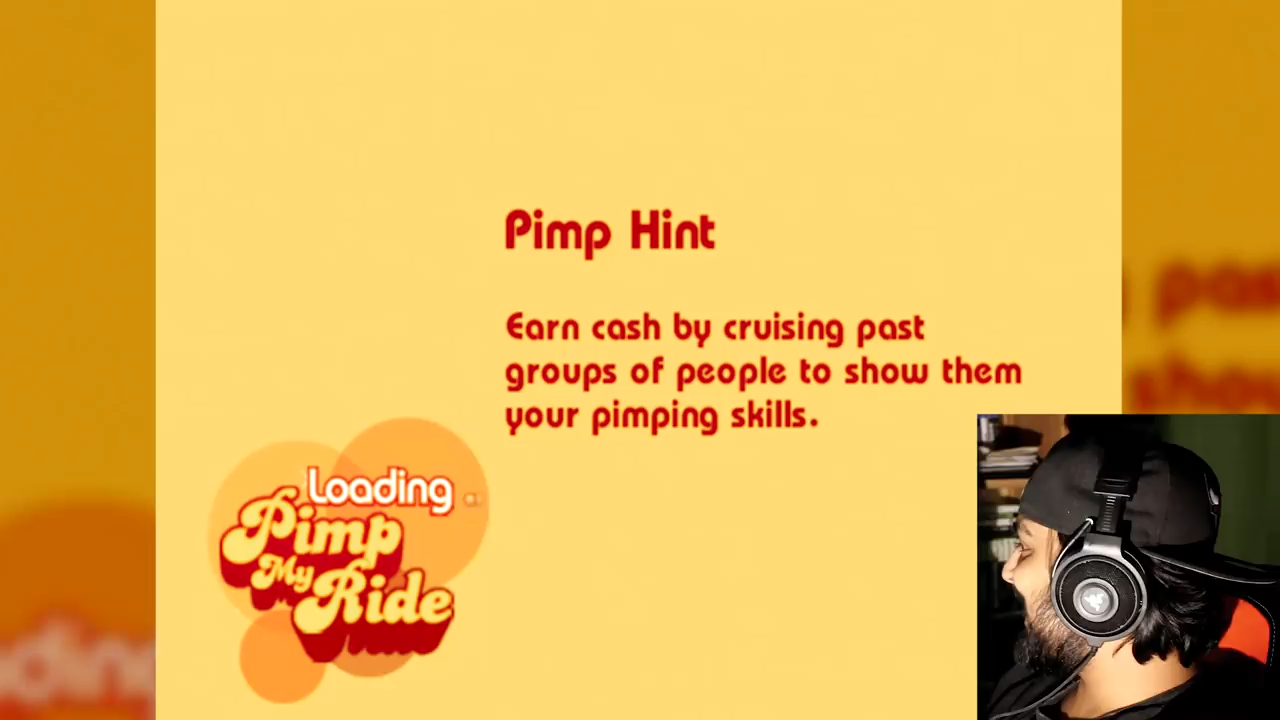 Pimp Hint
Earn cash by cruising past
groups of people to show them
your pimping skills.
Loading ..
Pimp
My
Ride